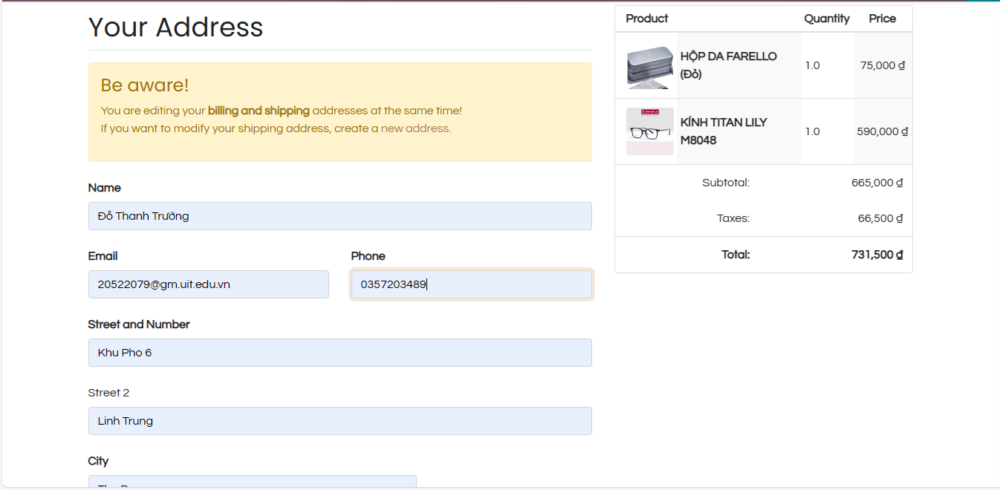 Your Address
Be aware!
You are editing your billing and shipping addresses at the same time!
If you want to modify your shipping address, create a new address.
Name
Đỗ Thanh Trường
Email
Phone
20522079@gm.uit.edu.vn
0357203489
Street and Number
Khu Pho 6
Street 2
Linh Trung
City
Product Quantity Price
HỘP DA FARELLO
(Đỏ)
1.0 75,000 ₫
KÍNH TITAN LILY
M8048
1.0 590,000 ₫
Subtotal: 665,000 ₫
Taxes: 66,500 ₫
Total: 731,500 ₫